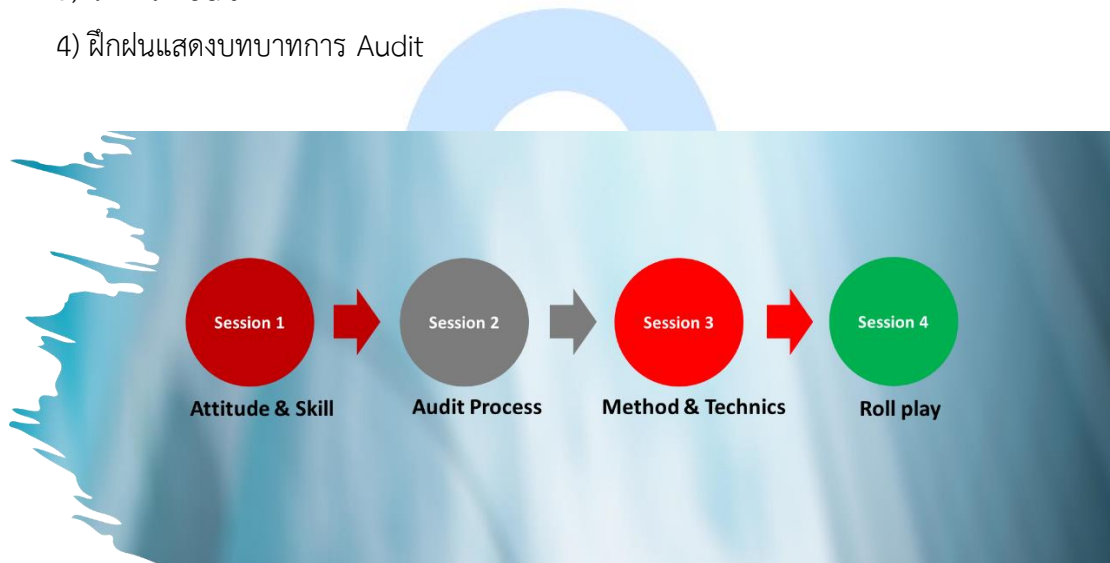 4) ฝึกฝนแสดงบทบาทการ Audit
Session 1
Session 2
Session 3
Session 4
Attitude & Skill
Audit Process
Method & Technics
Roll play